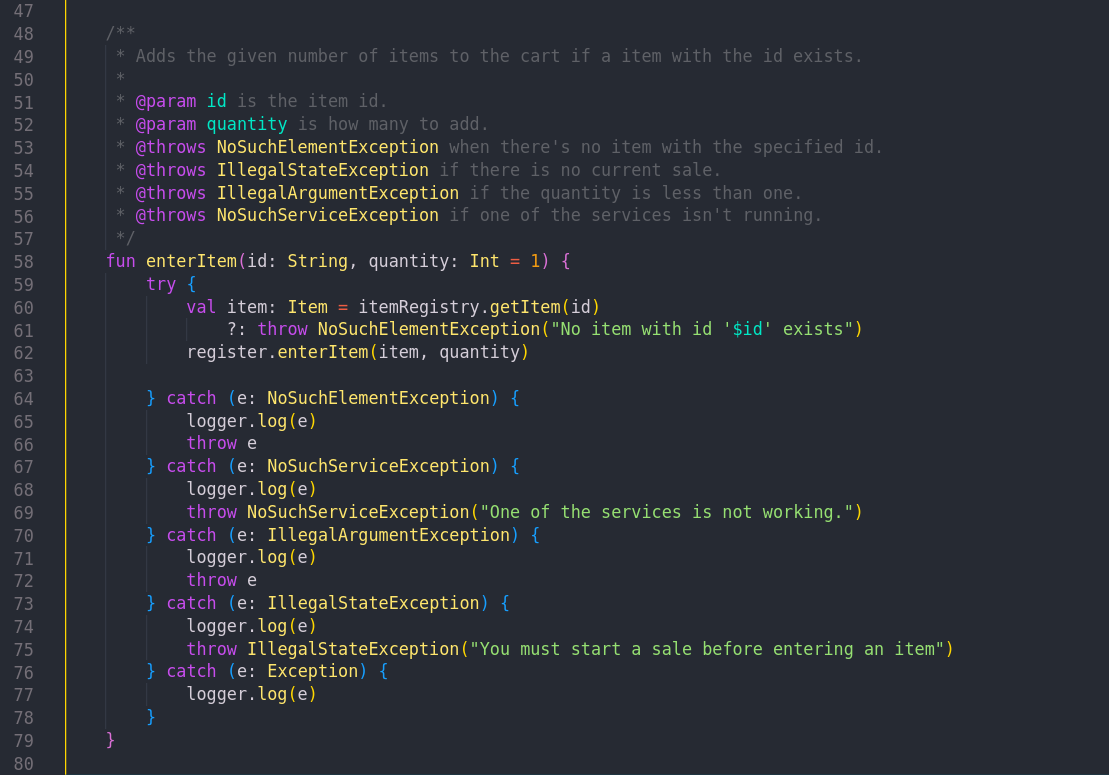 47
48     /**
49      * Adds the given number of items to the cart if a item with the id exists.
50      *
51      * @param id is the item id.
52      * @param quantity is how many to add.
53      * @throws NoSuchElementException when there's no item with the specified id.
54      * @throws IllegalStateException if there is no current sale.
55      * @throws IllegalArgumentException if the quantity is less than one.
56      * @throws NoSuchServiceException if one of the services isn't running.
57      */
58     fun enterItem(id: String, quantity: Int = 1) {
59         try {
60             val item: Item = itemRegistry.getItem(id)
61                 ?: throw NoSuchElementException("No item with id '$id' exists")
62             register.enterItem(item, quantity)
63
64         } catch (e: NoSuchElementException) {
65             logger.log(e)
66             throw e
67         } catch (e: NoSuchServiceException) {
68             logger.log(e)
69             throw NoSuchServiceException("One of the services is not working.")
70         } catch (e: IllegalArgumentException) {
71             logger.log(e)
72             throw e
73         } catch (e: IllegalStateException) {
74             logger.log(e)
75             throw IllegalStateException("You must start a sale before entering an item")
76         } catch (e: Exception) {
77             logger.log(e)
78         }
79     }
80